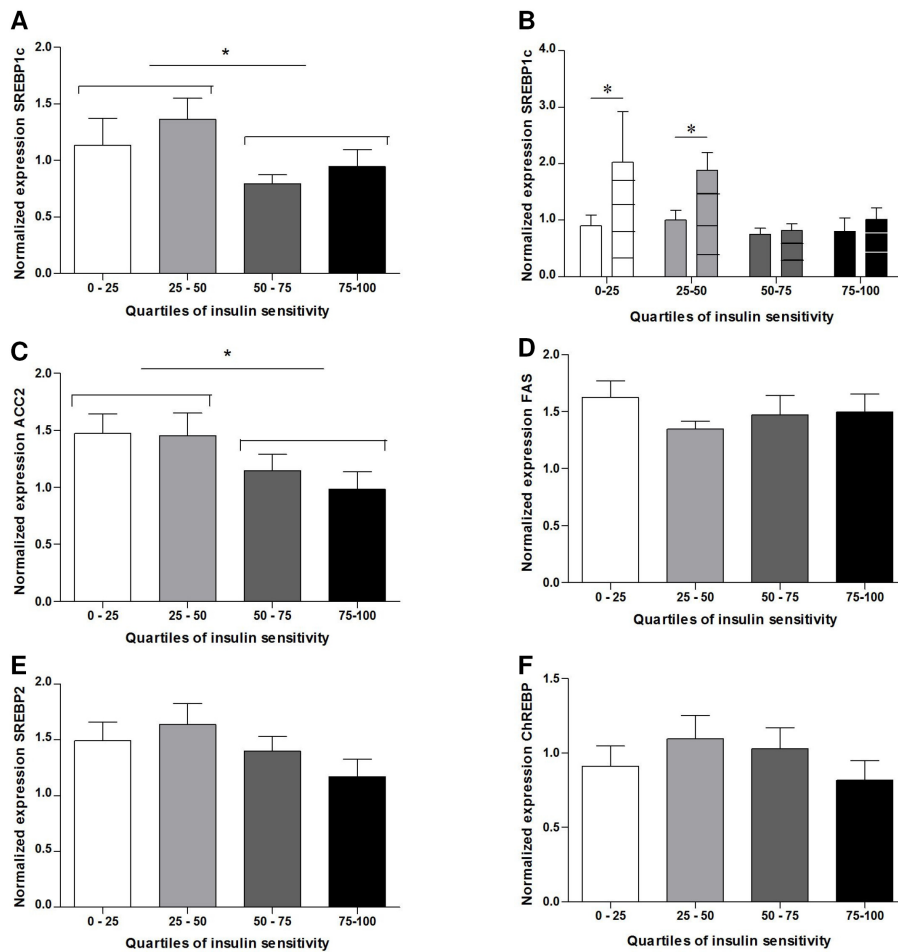 A
Normalized expression SREBP1c
2.0
1.5
1.0
0.5
0.0
*
0 - 25 25 - 50 50 - 75 75-100
Quartiles of insulin sensitivity
B
Normalized expression SREBP1c
4.0
3.0
2.0
1.0
0.0
*
*
0-25 25-50 50-75 75-100
Quartiles of insulin sensitivity
C
Normalized expression ACC2
2.0
1.5
1.0
0.5
0.0
*
0 - 25 25 - 50 50 - 75 75-100
Quartiles of insulin sensitivity
D
Normalized expression FAS
2.0
1.5
1.0
0.5
0.0
0 - 25 25 - 50 50 - 75 75-100
Quartiles of insulin sensitivity
E
Normalized expression SREBP2
2.0
1.5
1.0
0.5
0.0
0 - 25 25 - 50 50 - 75 75-100
Quartiles of insulin sensitivity
F
Normalized expression ChREBP
1.5
1.0
0.5
0.0
0 - 25 25 - 50 50 - 75 75-100
Quartiles of insulin sensitivity